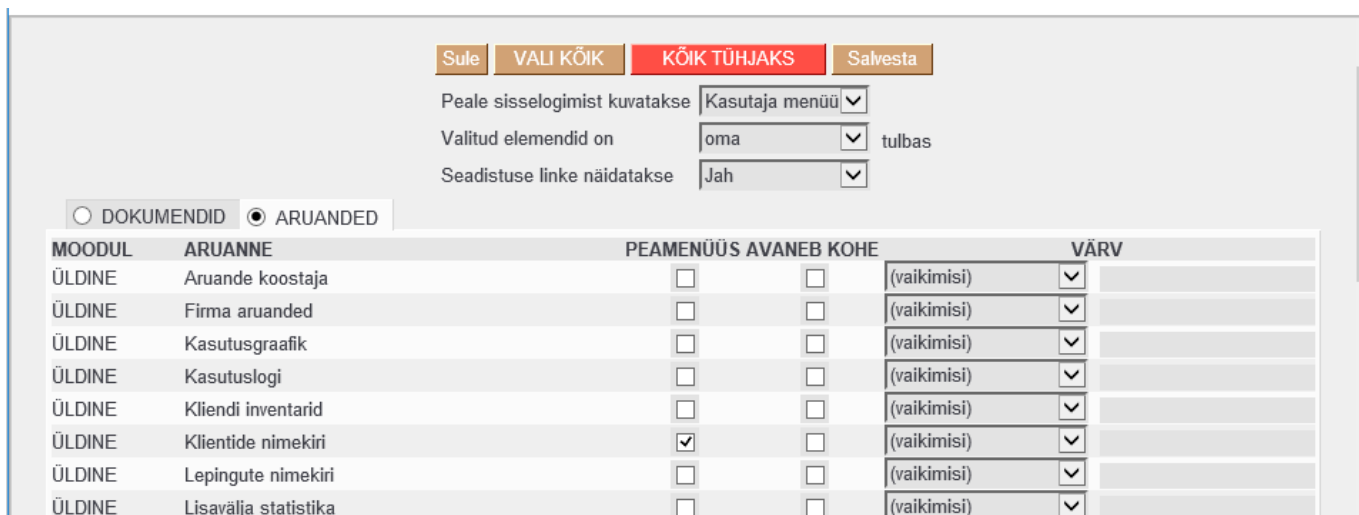 Sule VALI KÕIK KÕIK TÜHJAKS Salvesta
Peale sisselogimist kuvatakse Kasutaja menüü
Valitud elemendid on oma tulbas
Seadistuse linke näidatakse Jah
DOKUMENDID ARUANDED
MOODUL ARUANNE PEAMENÜÜS AVANEB KOHE VÄRV
ÜLDINE Aruande koostaja (vaikimisi)
ÜLDINE Firma aruanded (vaikimisi)
ÜLDINE Kasutusgraafik (vaikimisi)
ÜLDINE Kasutuslogi (vaikimisi)
ÜLDINE Kliendi inventarid (vaikimisi)
ÜLDINE Klientide nimekiri (vaikimisi)
ÜLDINE Lepingute nimekiri (vaikimisi)
ÜLDINE Lisavälja statistika (vaikimisi)